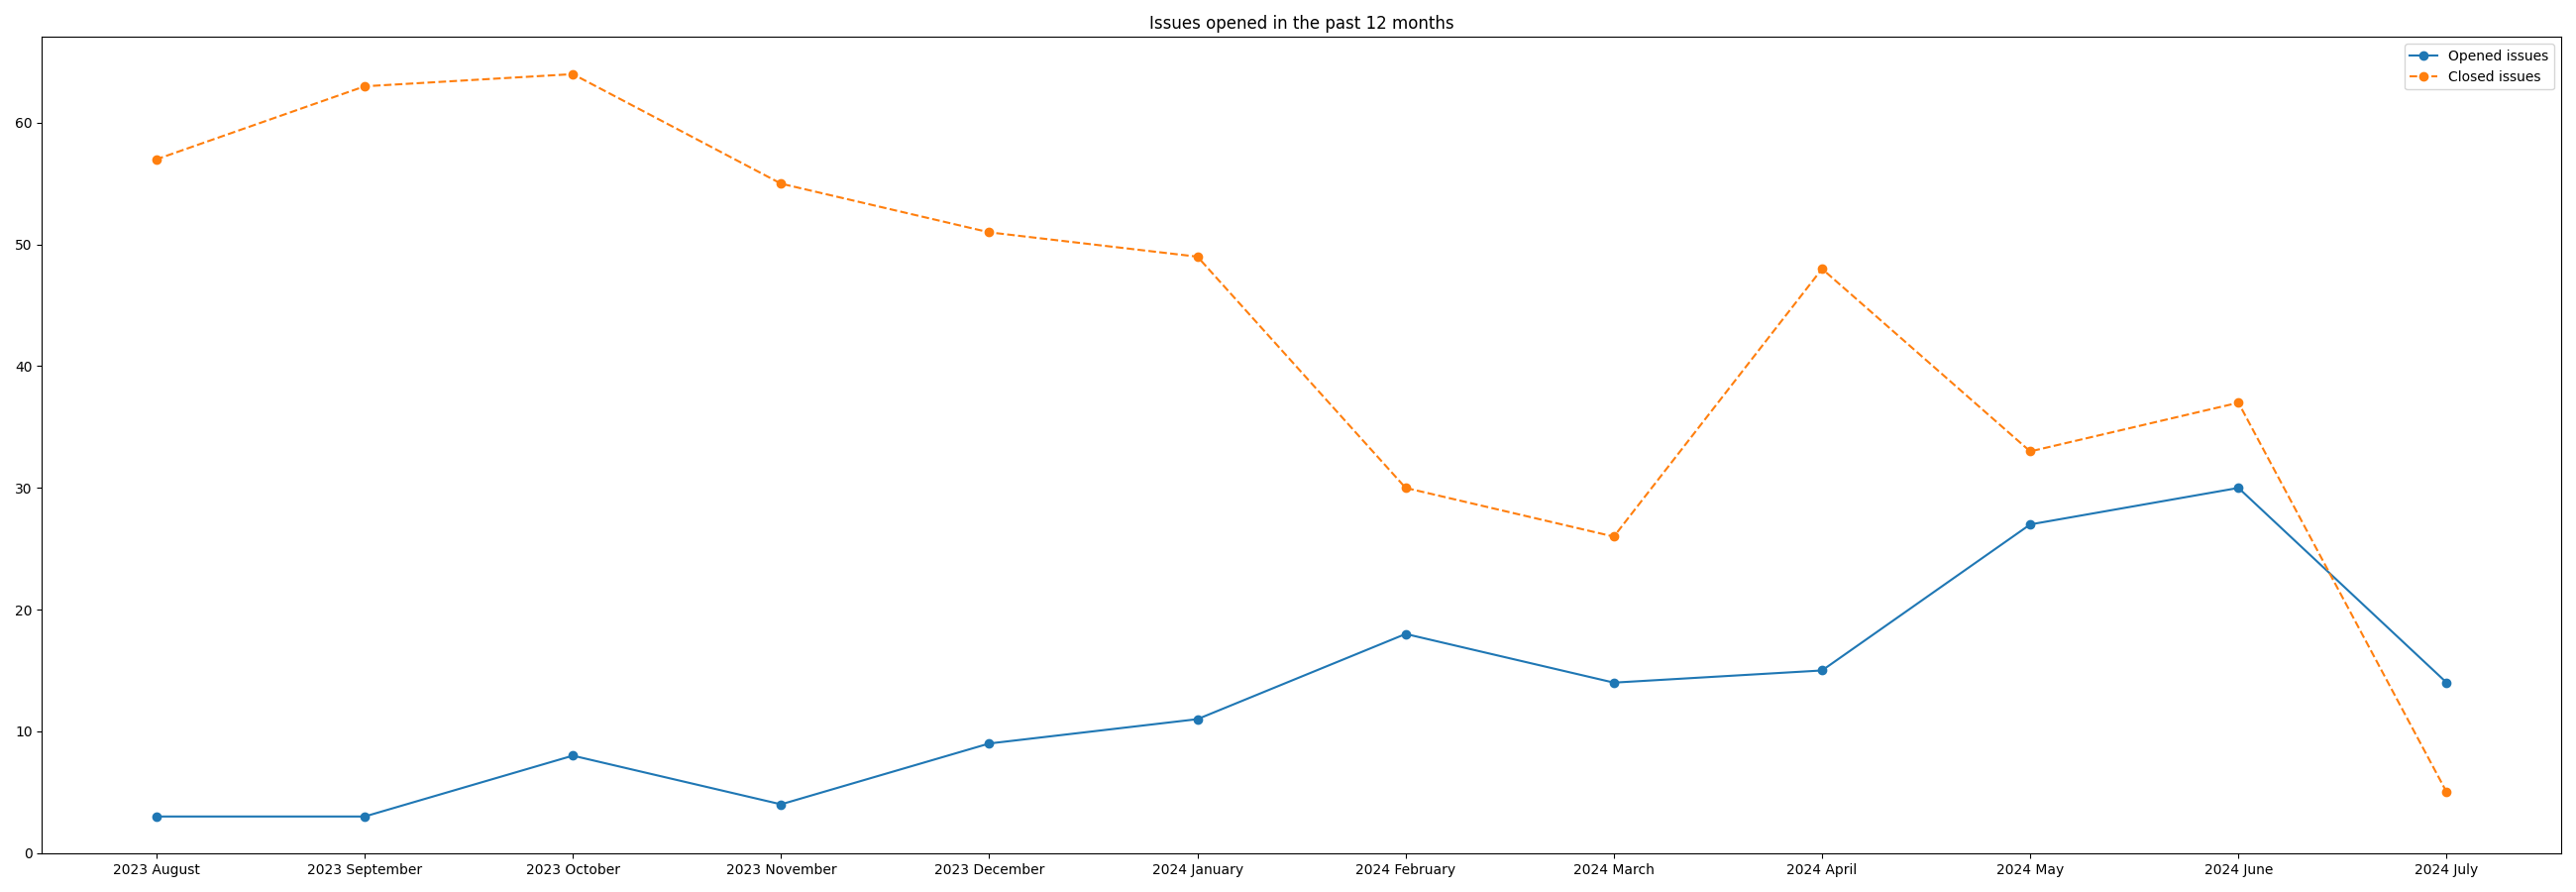 Issues opened in the past 12 months
Opened issues
Closed issues
60
50
40
30
20
10
0
2023 August 2023 September 2023 October 2023 November 2023 December 2024 January 2024 February 2024 March 2024 April 2024 May 2024 June 2024 July